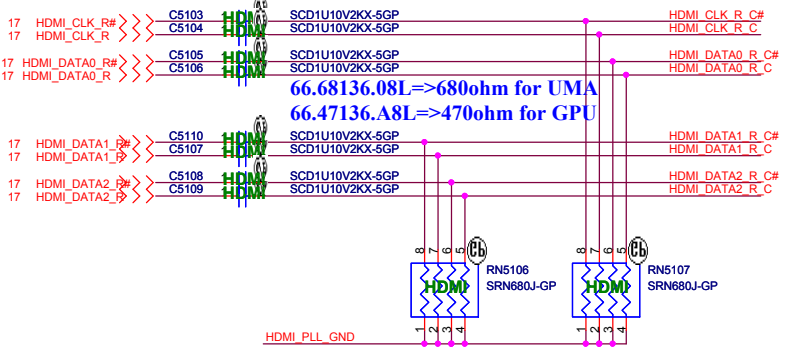 17 HDMI_CLK_R# C5103 HDMI SCD1U10V2KX-5GP HDMI_CLK_R_C#
17 HDMI_CLK_R C5104 SCD1U10V2KX-5GP HDMI_CLK_R_C
17 HDMI_DATA0_R# C5105 HDMI SCD1U10V2KX-5GP HDMI_DATA0_R_C#
17 HDMI_DATA0_R C5106 SCD1U10V2KX-5GP HDMI_DATA0_R_C
66.68136.08L=>680ohm for UMA
66.47136.A8L=>470ohm for GPU
17 HDMI_DATA1_R# C5110 HDMI SCD1U10V2KX-5GP HDMI_DATA1_R_C#
17 HDMI_DATA1_R C5107 SCD1U10V2KX-5GP HDMI_DATA1_R_C
17 HDMI_DATA2_R# C5108 HDMI SCD1U10V2KX-5GP HDMI_DATA2_R_C#
17 HDMI_DATA2_R C5109 SCD1U10V2KX-5GP HDMI_DATA2_R_C
8 7 6 5 8 7 6 5
RN5106 RN5107
HDMI SRN680J-GP HDMI SRN680J-GP
1 2 3 4 1 2 3 4
HDMI_PLL_GND